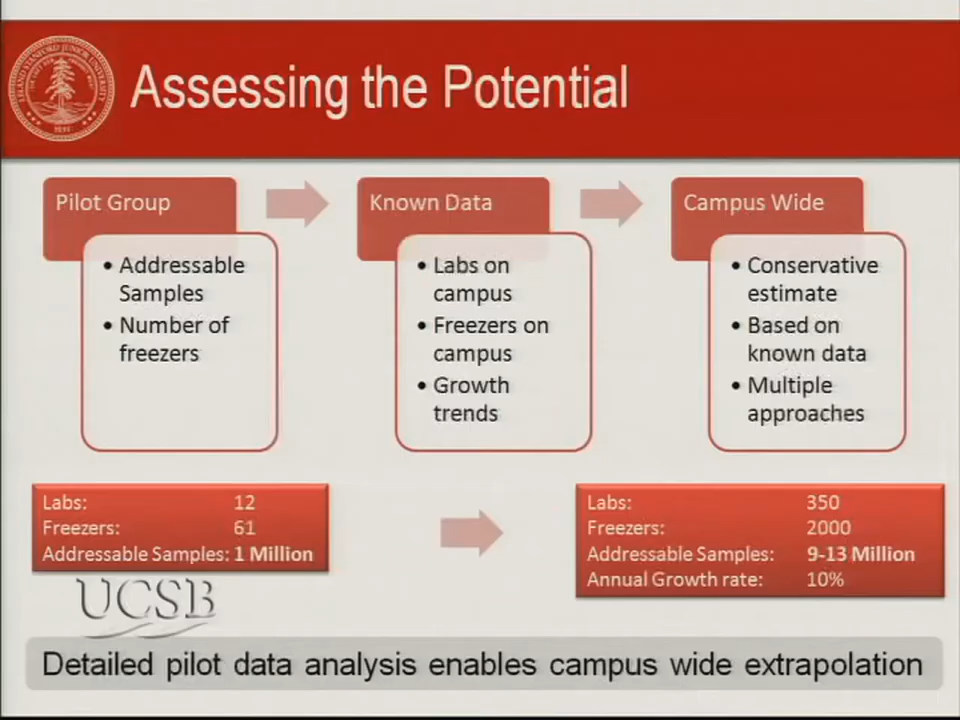 Assessing the Potential
Pilot Group
• Addressable
Samples
• Number of
freezers
Known Data
• Labs on
campus
• Freezers on
campus
• Growth
trends
Campus Wide
• Conservative
estimate
• Based on
known data
• Multiple
approaches
Labs: 12
Freezers: 61
Addressable Samples: 1 Million
Labs: 350
Freezers: 2000
Addressable Samples: 9-13 Million
Annual Growth rate: 10%
UCSB
Detailed pilot data analysis enables campus wide extrapolation